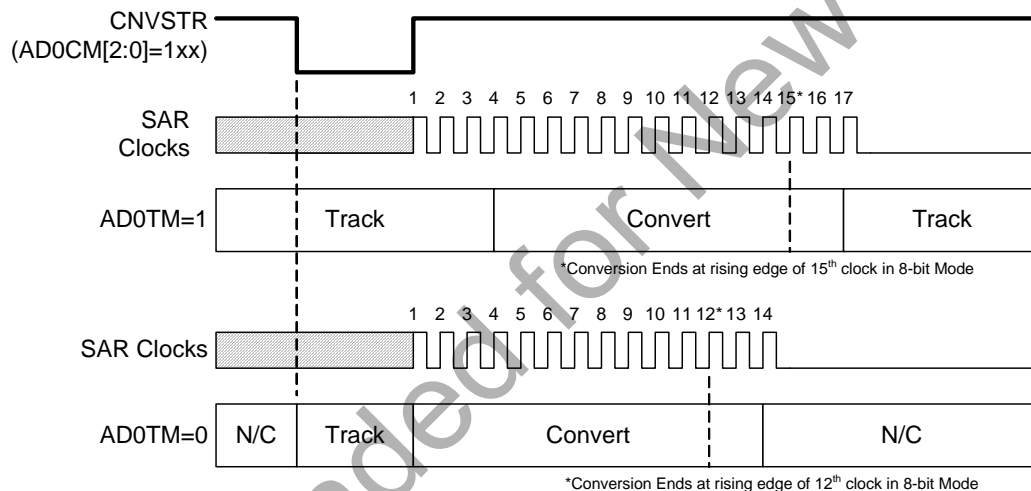 CNVSTR
(AD0CM[2:0]=1xx)
1 2 3 4 5 6 7 8 9 10 11 12 13 14 15* 16 17
SAR
Clocks
AD0TM=1
Track
Convert
Track
*Conversion Ends at rising edge of 15th clock in 8-bit Mode
1 2 3 4 5 6 7 8 9 10 11 12* 13 14
SAR Clocks
AD0TM=0
N/C
Track
Convert
N/C
*Conversion Ends at rising edge of 12th clock in 8-bit Mode
nded for New